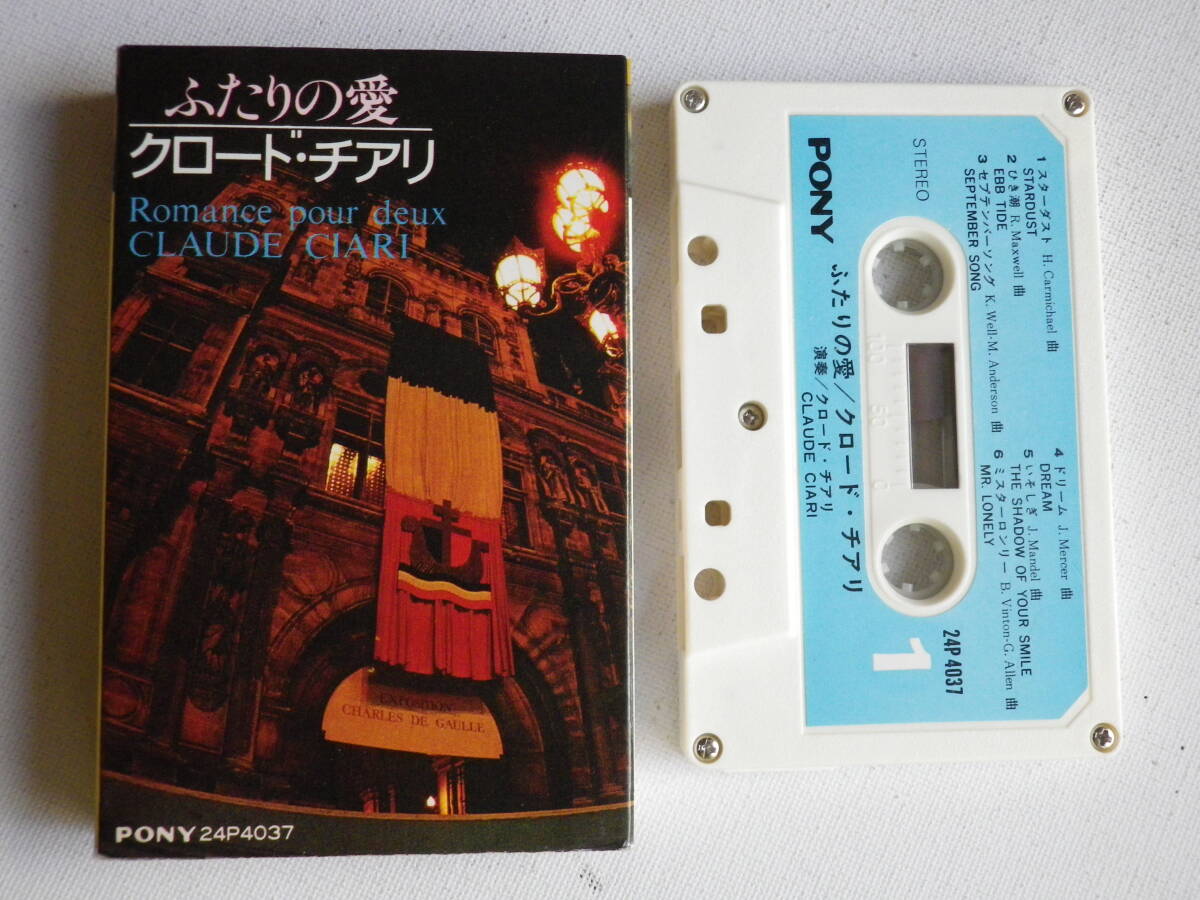 ふたりの愛
クロード・チアリ
Romance pour deux
CLAUDE CIARI
EXPOSITION
CHARLES DE GAULLE
PONY 24P4037
PONY
STEREO
1 スターダスト H. Carmichael 曲
STARDUST
2 ひき潮 R. Maxwell 曲
EBB TIDE
3 セプテンバーソング K. Well-M. Anderson 曲
SEPTEMBER SONG
4 ドリーム J. Mercer 曲
DREAM
5 いそしぎ J. Mandel 曲
THE SHADOW OF YOUR SMILE
6 ミスターロンリー B. Vinton-G. Allen 曲
MR. LONELY
ふたりの愛/クロード・チアリ
演奏/クロード・チアリ
CLAUDE CIARI
24P4037
1
100 50 0